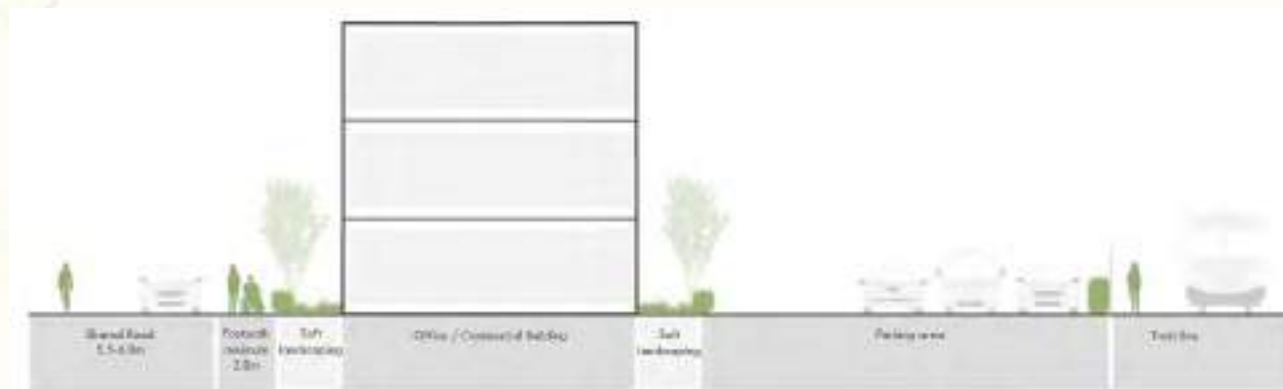 Shared Road
5.5-6.0m
Footpath
minimum
2.0m
Soft
landscaping
Office / Commercial Building
Soft
landscaping
Parking area